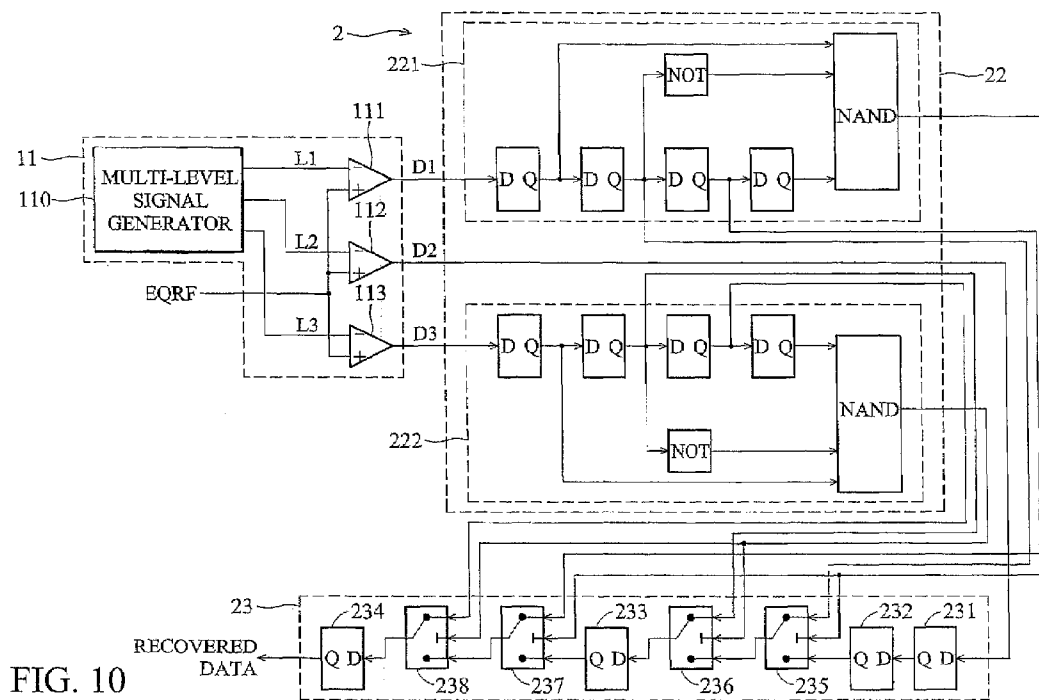 2
221
NOT
22
NAND
111
11
MULTI-LEVEL
SIGNAL
GENERATOR
110
L1
−
+
D1
D Q
D Q
D Q
D Q
112
L2
−
+
D2
EQRF
113
L3
−
+
D3
D Q
D Q
D Q
D Q
NAND
222
NOT
23
234
233
232
231
RECOVERED
DATA
Q D
Q D
Q D
Q D
238
237
236
235
FIG. 10